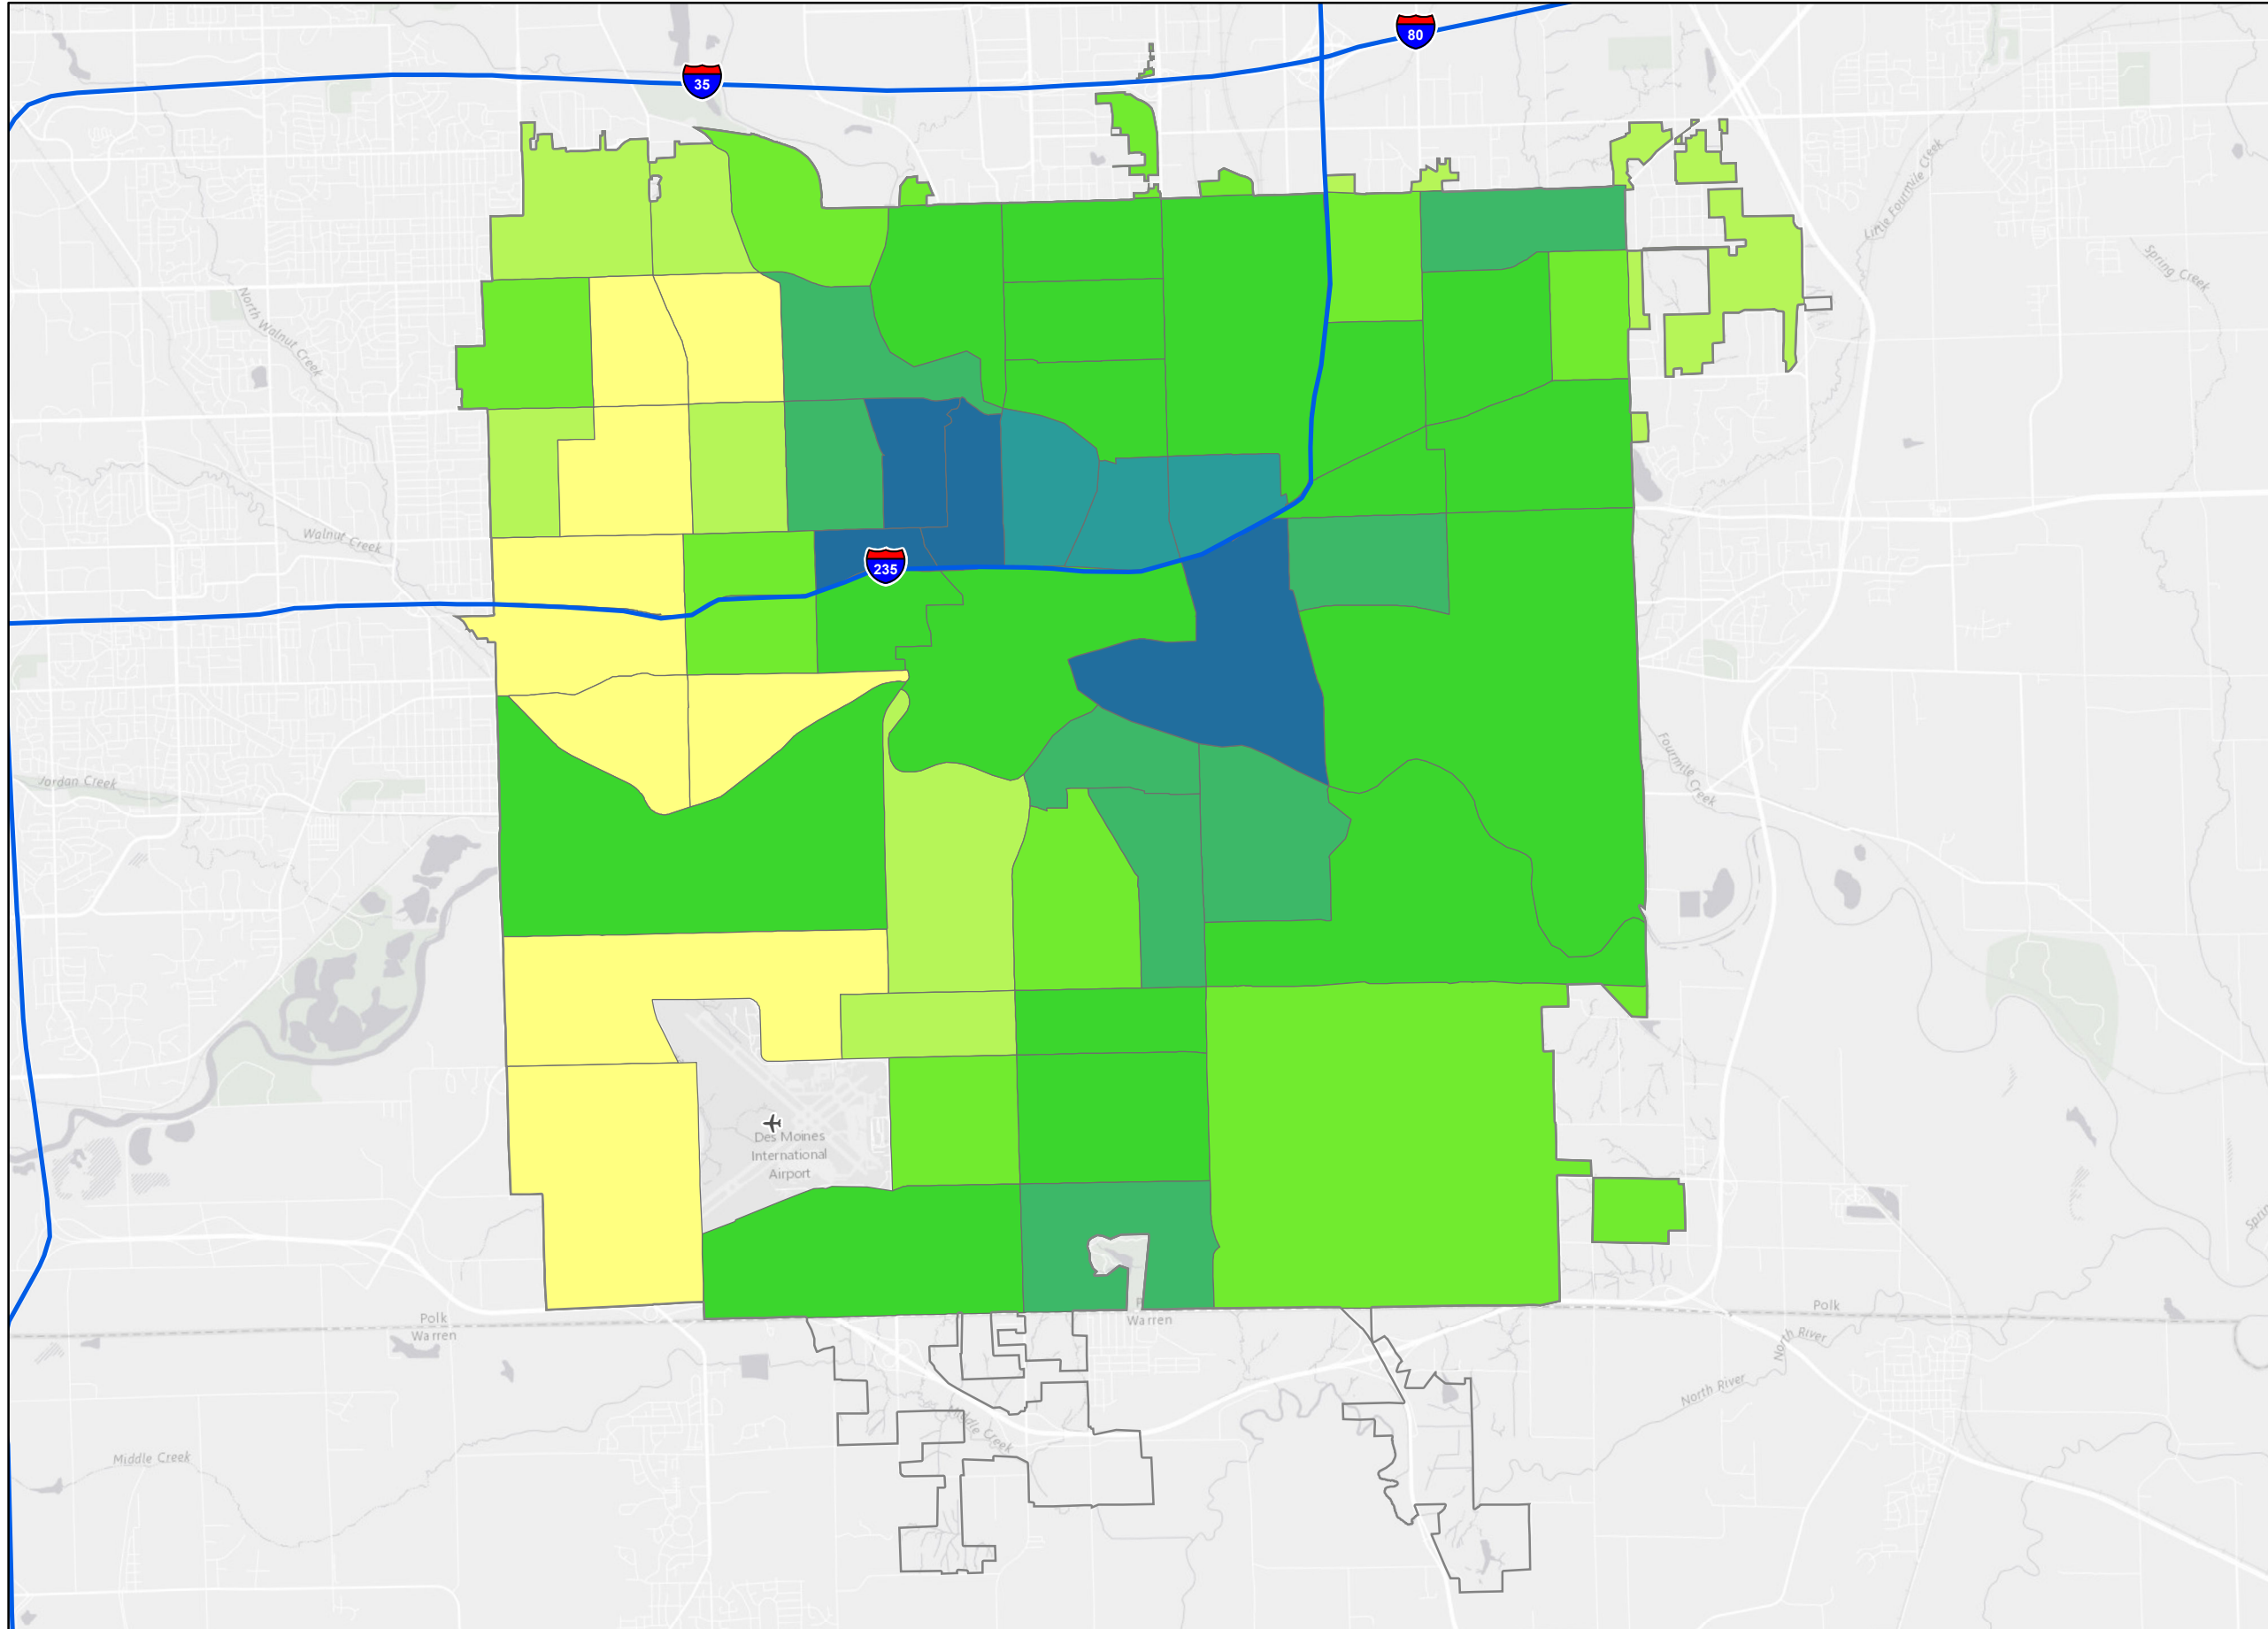 80
35
Little Fourmile Creek
Spring Creek
North Walnut Creek
Walnut Creek
235
Jordan Creek
Fourmile Creek
Des Moines
International
Airport
Polk
Warren
Warren
Polk
North River
North River
Middle Creek
Middle Creek